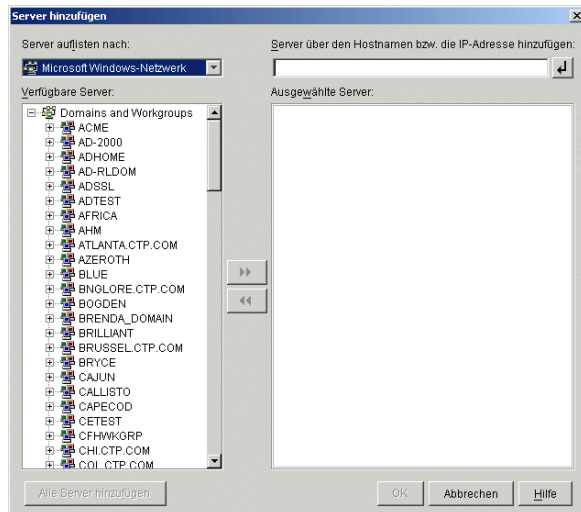 Server hinzufügen
Server auflisten nach:
Microsoft Windows-Netzwerk
Server über den Hostnamen bzw. die IP-Adresse hinzufügen:
Verfügbare Server:
Ausgewählte Server:
Domains and Workgroups
ACME
AD-2000
ADHOME
AD-RLDOM
ADSSL
ADTEST
AFRICA
AHM
ATLANTA.CTP.COM
AZEROTH
BLUE
BNGLORE.CTP.COM
BOGDEN
BRENDA_DOMAIN
BRILLIANT
BRUSSEL.CTP.COM
BRYCE
CAJUN
CALLISTO
CAPECOD
CETEST
CFHWKGRP
CHI.CTP.COM
COL.CTP.COM
Alle Server hinzufügen
OK
Abbrechen
Hilfe